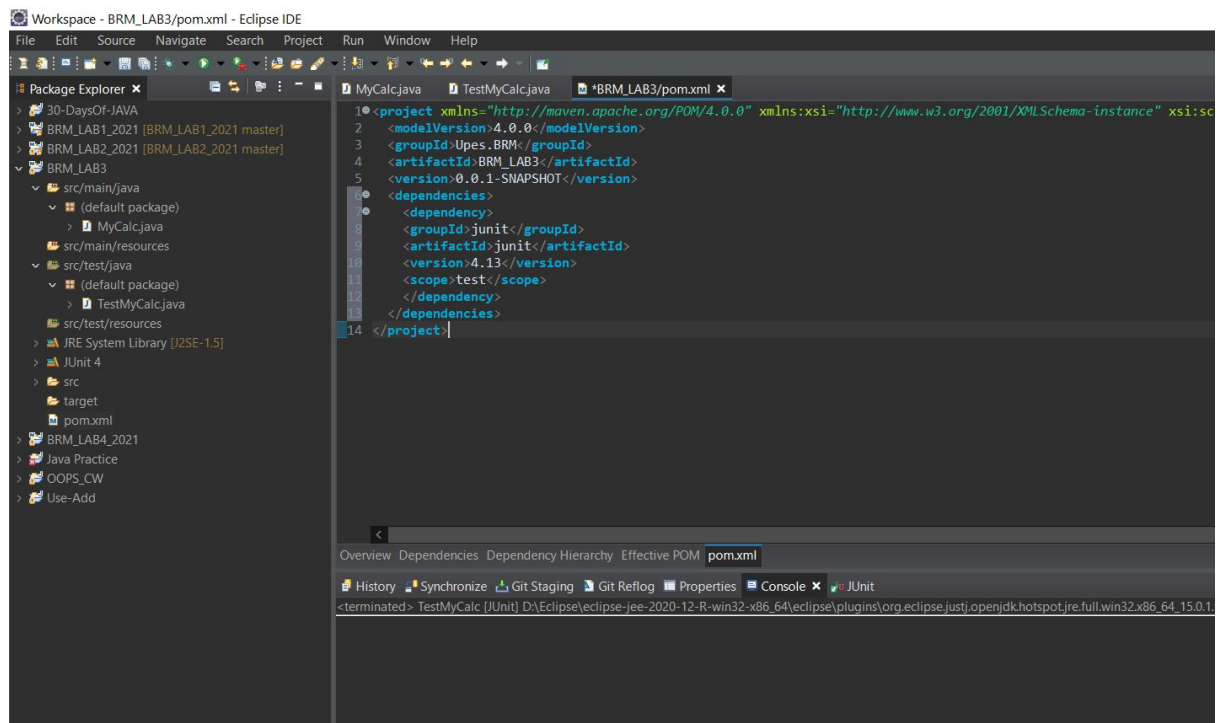 Workspace - BRM_LAB3/pom.xml - Eclipse IDE
File Edit Source Navigate Search Project Run Window Help
Package Explorer
30-DaysOf-JAVA
BRM_LAB1_2021 [BRM_LAB1_2021 master]
BRM_LAB2_2021 [BRM_LAB2_2021 master]
BRM_LAB3
src/main/java
(default package)
MyCalc.java
src/main/resources
src/test/java
(default package)
TestMyCalc.java
src/test/resources
JRE System Library [J2SE-1.5]
JUnit 4
src
target
pom.xml
BRM_LAB4_2021
Java Practice
OOPS_CW
Use-Add
MyCalc.java TestMyCalc.java *BRM_LAB3/pom.xml
1 <project xmlns="http://maven.apache.org/POM/4.0.0" xmlns:xsi="http://www.w3.org/2001/XMLSchema-instance" xsi:sc
2 <modelVersion>4.0.0</modelVersion>
3 <groupId>Upes.BRM</groupId>
4 <artifactId>BRM_LAB3</artifactId>
5 <version>0.0.1-SNAPSHOT</version>
6 <dependencies>
7 <dependency>
8 <groupId>junit</groupId>
9 <artifactId>junit</artifactId>
10 <version>4.13</version>
11 <scope>test</scope>
12 </dependency>
13 </dependencies>
14 </project>
Overview Dependencies Dependency Hierarchy Effective POM pom.xml
History Synchronize Git Staging Git Reflog Properties Console JUnit
<terminated> TestMyCalc [JUnit] D:\Eclipse\eclipse-jee-2020-12-R-win32-x86_64\eclipse\plugins\org.eclipse.justj.openjdk.hotspot.jre.full.win32.x86_64_15.0.1.